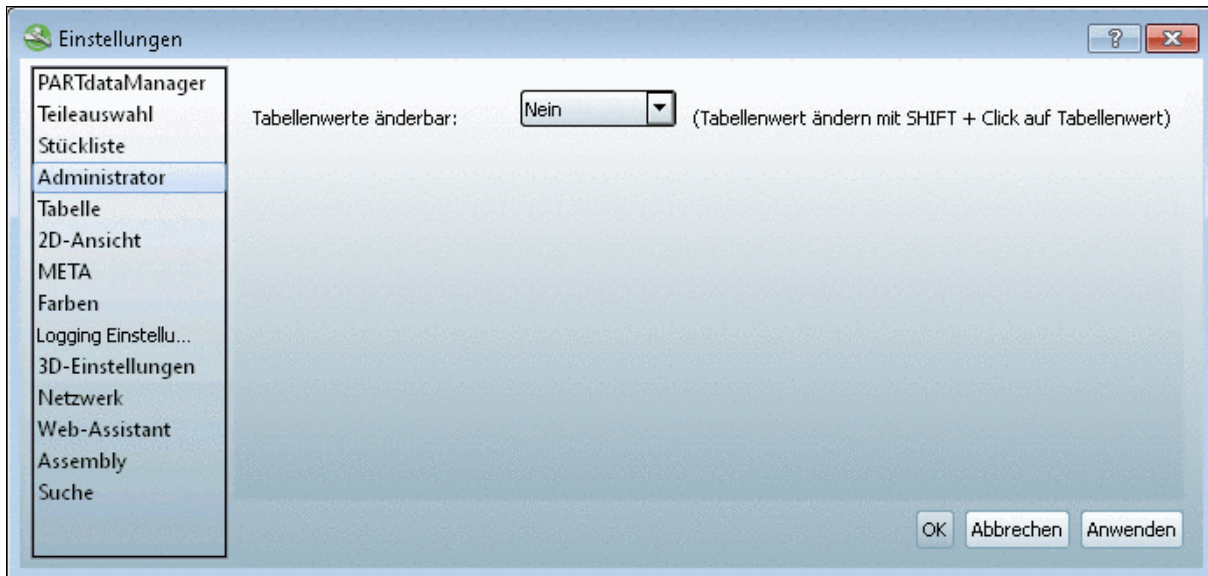 Einstellungen
?
PARTdataManager
Teileauswahl
Stückliste
Administrator
Tabelle
2D-Ansicht
META
Farben
Logging Einstellu...
3D-Einstellungen
Netzwerk
Web-Assistant
Assembly
Suche
Tabellenwerte änderbar: Nein (Tabellenwert ändern mit SHIFT + Click auf Tabellenwert)
OK Abbrechen Anwenden